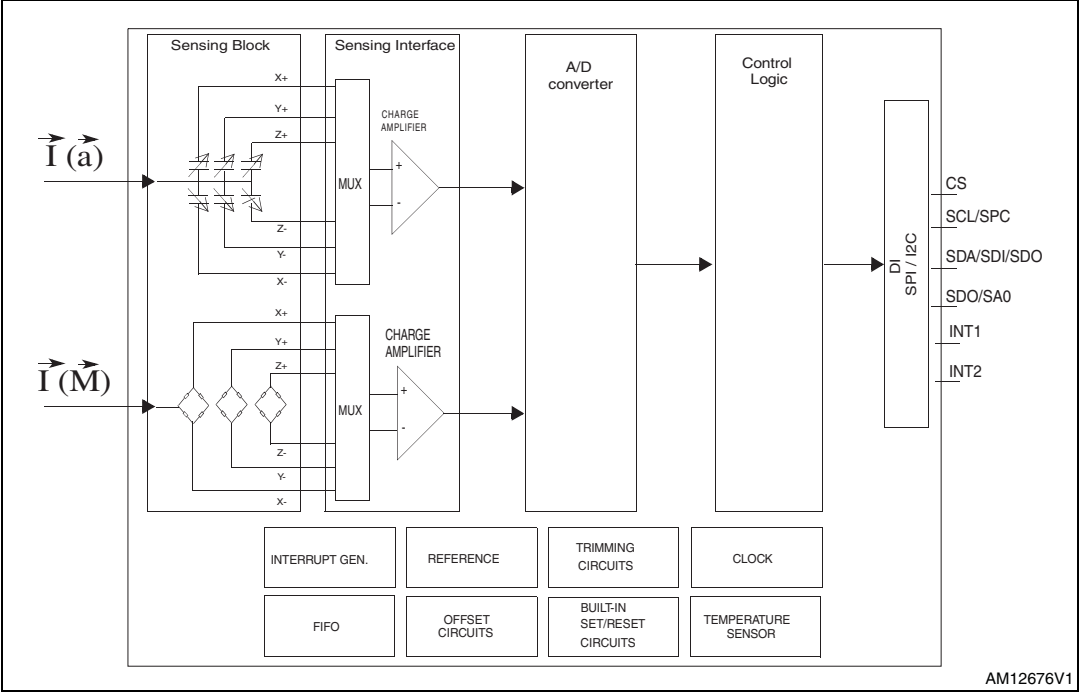 Sensing Block
Sensing Interface
A/D
converter
Control
Logic
X+
Y+
Z+
Z-
Y-
X-
I (a)
MUX
CHARGE
AMPLIFIER
+
-
X+
Y+
Z+
Z-
Y-
X-
I (M)
MUX
CHARGE
AMPLIFIER
+
-
DI
SPI / I2C
CS
SCL/SPC
SDA/SDI/SDO
SDO/SA0
INT1
INT2
INTERRUPT GEN.
REFERENCE
TRIMMING
CIRCUITS
CLOCK
FIFO
OFFSET
CIRCUITS
BUILT-IN
SET/RESET
CIRCUITS
TEMPERATURE
SENSOR
AM12676V1